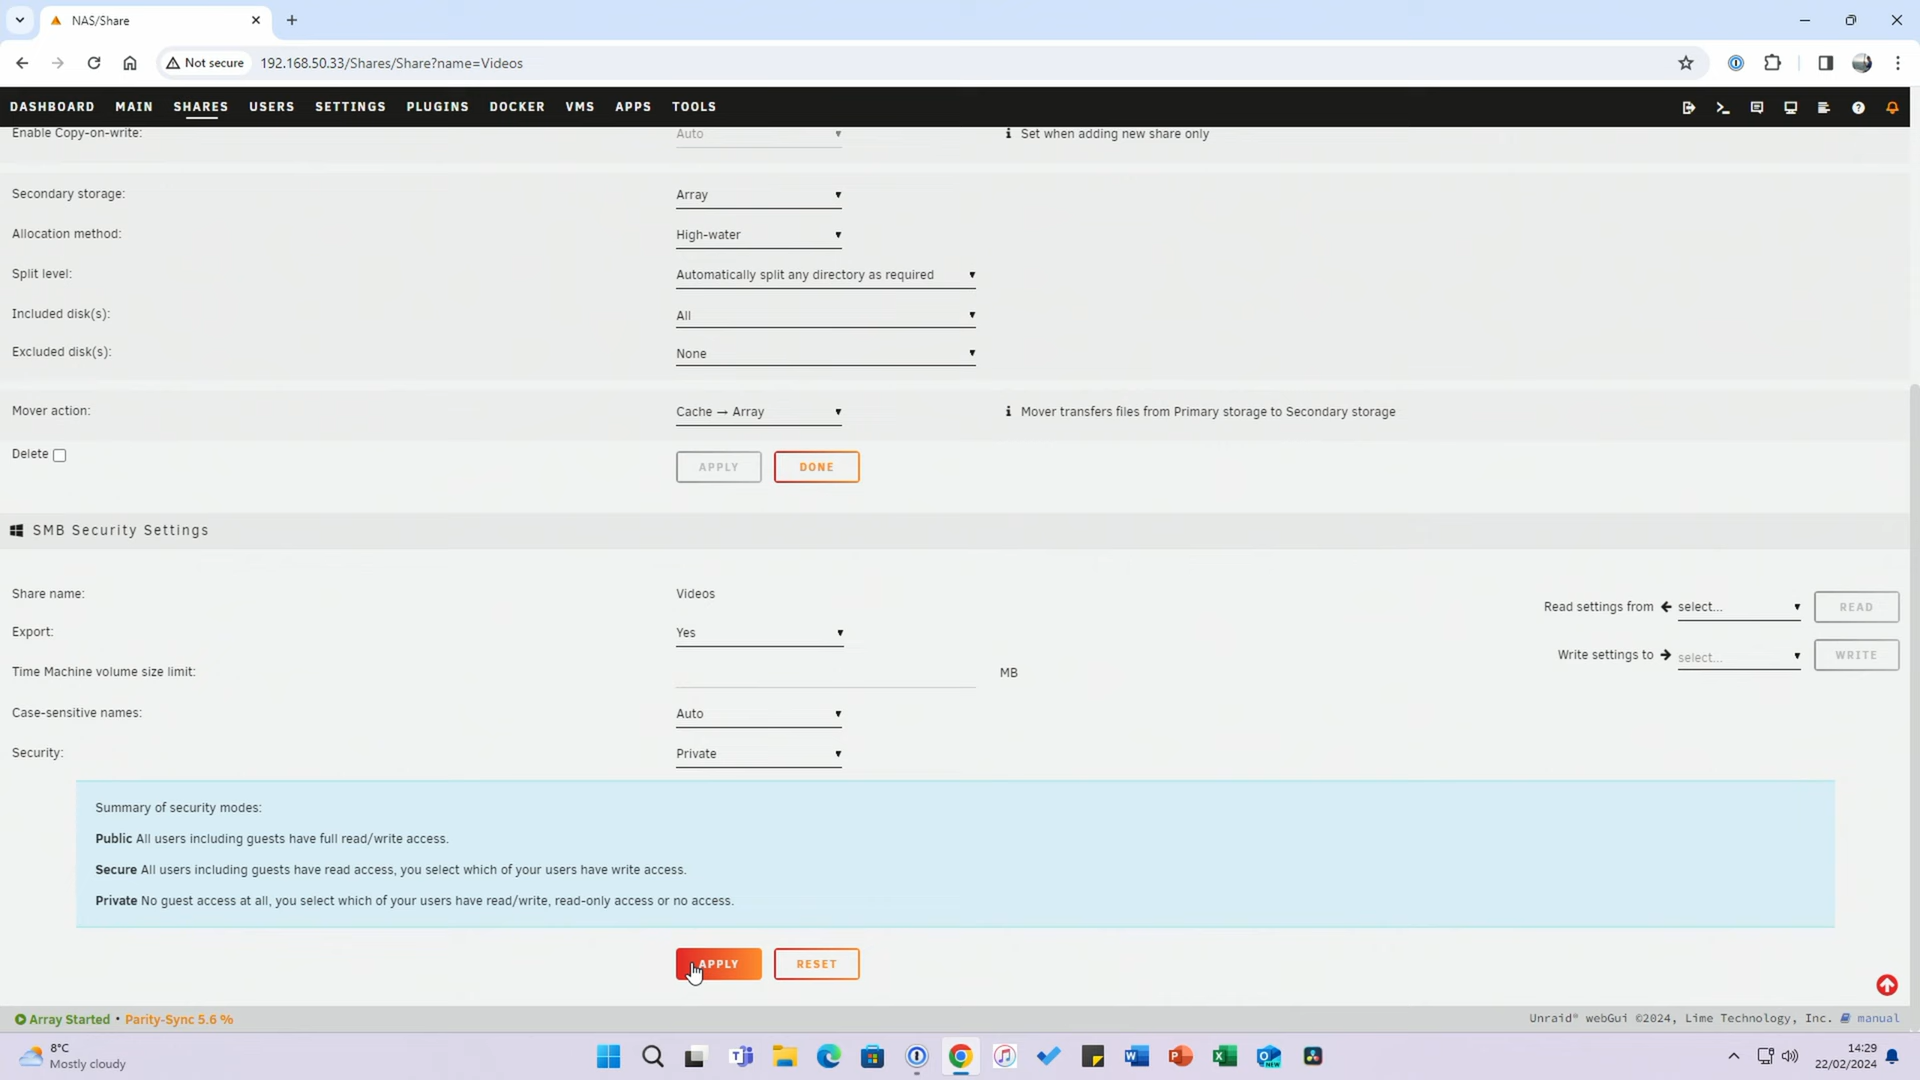 NAS/Share
Not secure
192.168.50.33/Shares/Share?name=Videos
DASHBOARD MAIN SHARES USERS SETTINGS PLUGINS DOCKER VMS APPS TOOLS
Enable Copy-on-write: Auto Set when adding new share only
Secondary storage: Array
Allocation method: High-water
Split level: Automatically split any directory as required
Included disk(s): All
Excluded disk(s): None
Mover action: Cache → Array Mover transfers files from Primary storage to Secondary storage
Delete APPLY DONE
SMB Security Settings
Share name: Videos
Read settings from select... READ
Export: Yes
Write settings to select... WRITE
Time Machine volume size limit: MB
Case-sensitive names: Auto
Security: Private
Summary of security modes:
Public All users including guests have full read/write access.
Secure All users including guests have read access, you select which of your users have write access.
Private No guest access at all, you select which of your users have read/write, read-only access or no access.
APPLY RESET
Array Started • Parity-Sync 5.6 %
Unraid® webGui ©2024, Lime Technology, Inc. manual
8°C
Mostly cloudy
14:29
22/02/2024